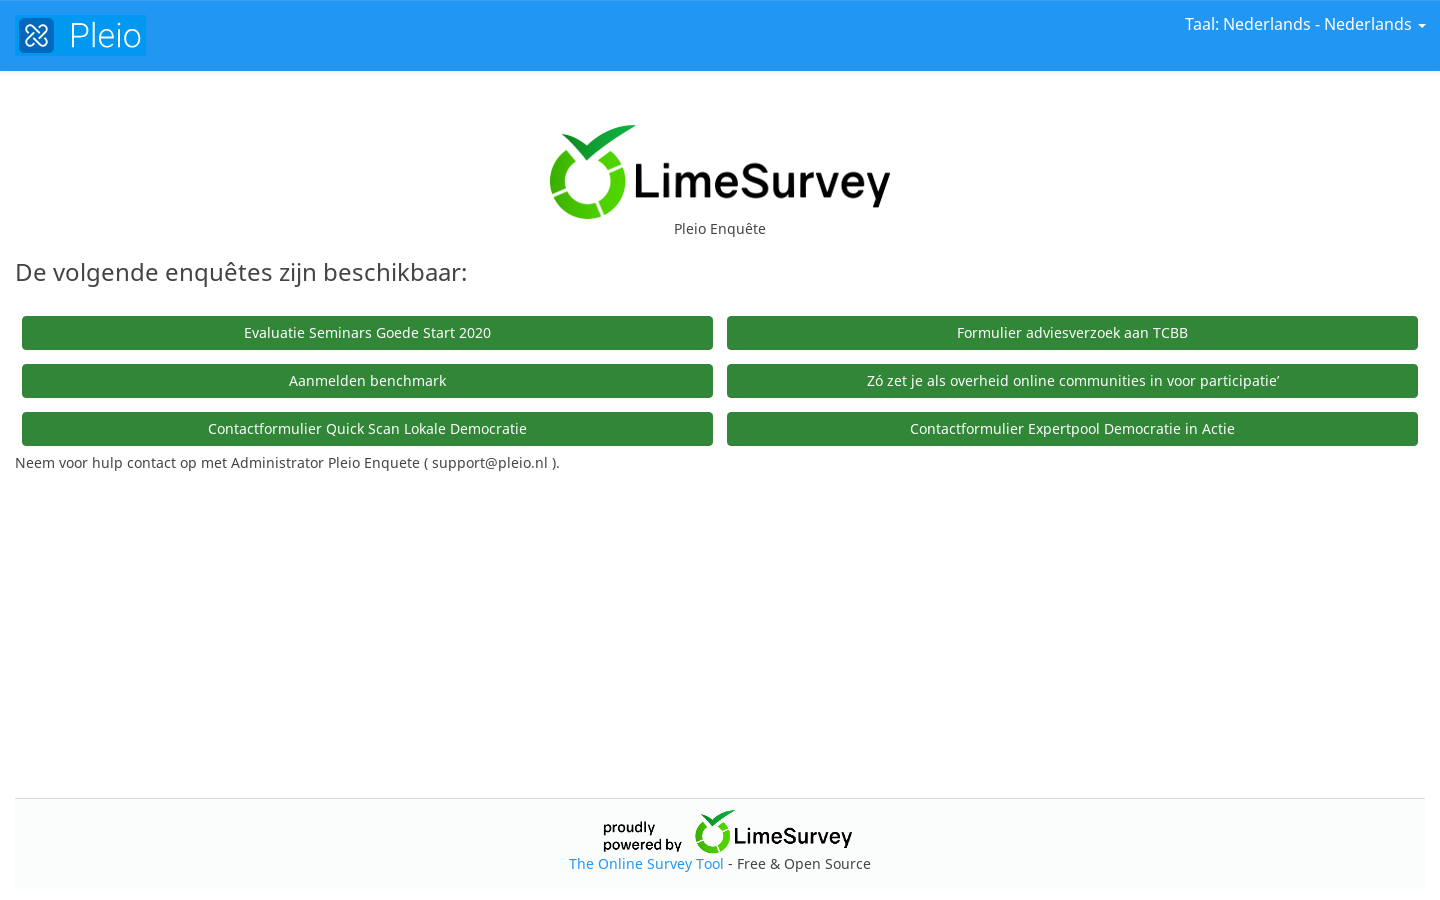 Pleio
Taal: Nederlands - Nederlands
LimeSurvey
Pleio Enquête
De volgende enquêtes zijn beschikbaar:
Evaluatie Seminars Goede Start 2020
Formulier adviesverzoek aan TCBB
Aanmelden benchmark
Zó zet je als overheid online communities in voor participatie’
Contactformulier Quick Scan Lokale Democratie
Contactformulier Expertpool Democratie in Actie
Neem voor hulp contact op met Administrator Pleio Enquete ( support@pleio.nl ).
proudly
powered by
LimeSurvey
The Online Survey Tool - Free & Open Source